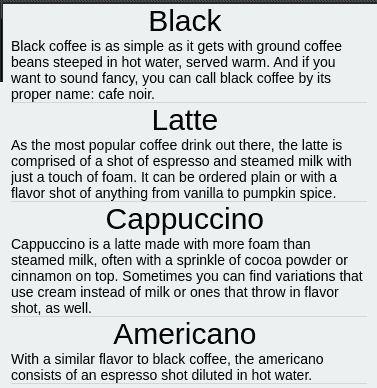 Black
Black coffee is as simple as it gets with ground coffee
beans steeped in hot water, served warm. And if you
want to sound fancy, you can call black coffee by its
proper name: cafe noir.
Latte
As the most popular coffee drink out there, the latte is
comprised of a shot of espresso and steamed milk with
just a touch of foam. It can be ordered plain or with a
flavor shot of anything from vanilla to pumpkin spice.
Cappuccino
Cappuccino is a latte made with more foam than
steamed milk, often with a sprinkle of cocoa powder or
cinnamon on top. Sometimes you can find variations that
use cream instead of milk or ones that throw in flavor
shot, as well.
Americano
With a similar flavor to black coffee, the americano
consists of an espresso shot diluted in hot water.